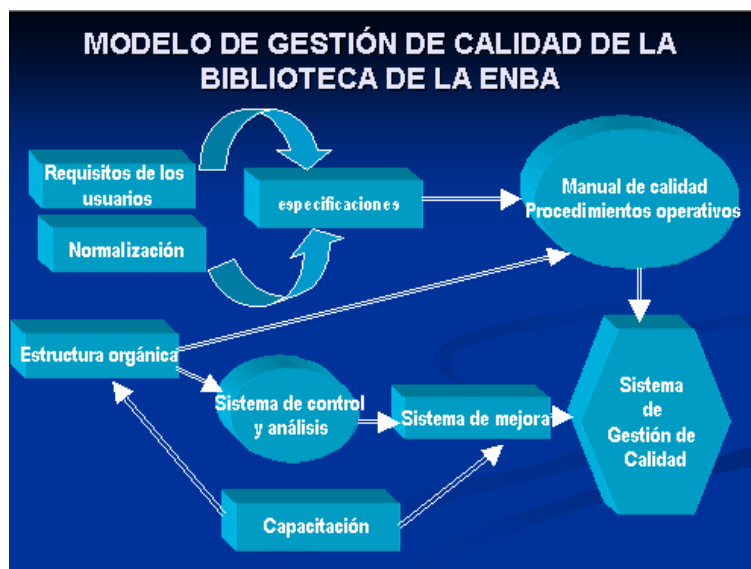 MODELO DE GESTIÓN DE CALIDAD DE LA
BIBLIOTECA DE LA ENBA
Requisitos de los
usuarios
especificaciones
Manual de calidad
Procedimientos operativos
Normalización
Estructura orgánica
Sistema de control
y análisis
Sistema de mejora
Sistema
de
Gestión de
Calidad
Capacitación